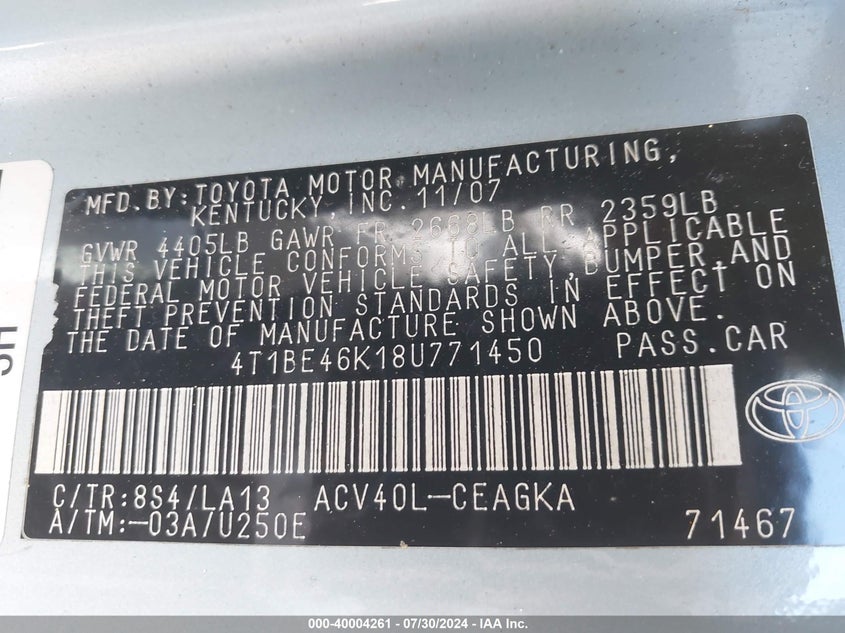 MFD.BY:TOYOTA MOTOR MANUFACTURING,
KENTUCKY,INC. 11/07
GVWR 4405LB GAWR FR 2668LB RR 2359LB
THIS VEHICLE CONFORMS TO ALL APPLICABLE
FEDERAL MOTOR VEHICLE SAFETY,BUMPER,AND
THEFT PREVENTION STANDARDS IN EFFECT ON
THE DATE OF MANUFACTURE SHOWN ABOVE.
4T1BE46K18U771450 PASS.CAR
C/TR:8S4/LA13 ACV40L-CEAGKA
A/TM:-03A/U250E 71467
000-40004261 - 07/30/2024 - IAA Inc.